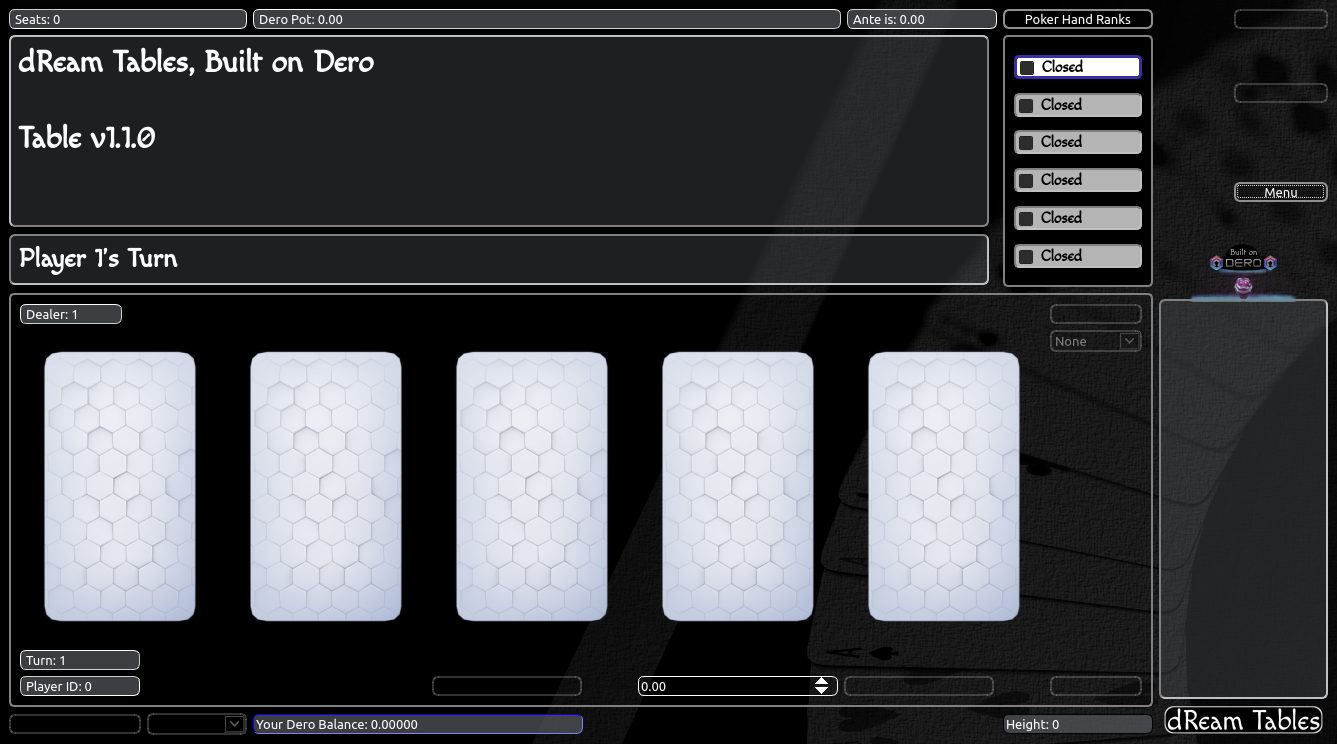 Seats: 0
Dero Pot: 0.00
Ante is: 0.00
Poker Hand Ranks
dReam Tables, Built on Dero
Table v1.1.0
Player 1's Turn
Closed
Closed
Closed
Closed
Closed
Closed
Menu
Built on
DERO
Dealer: 1
None
Turn: 1
Player ID: 0
0.00
Your Dero Balance: 0.00000
Height: 0
dReam Tables